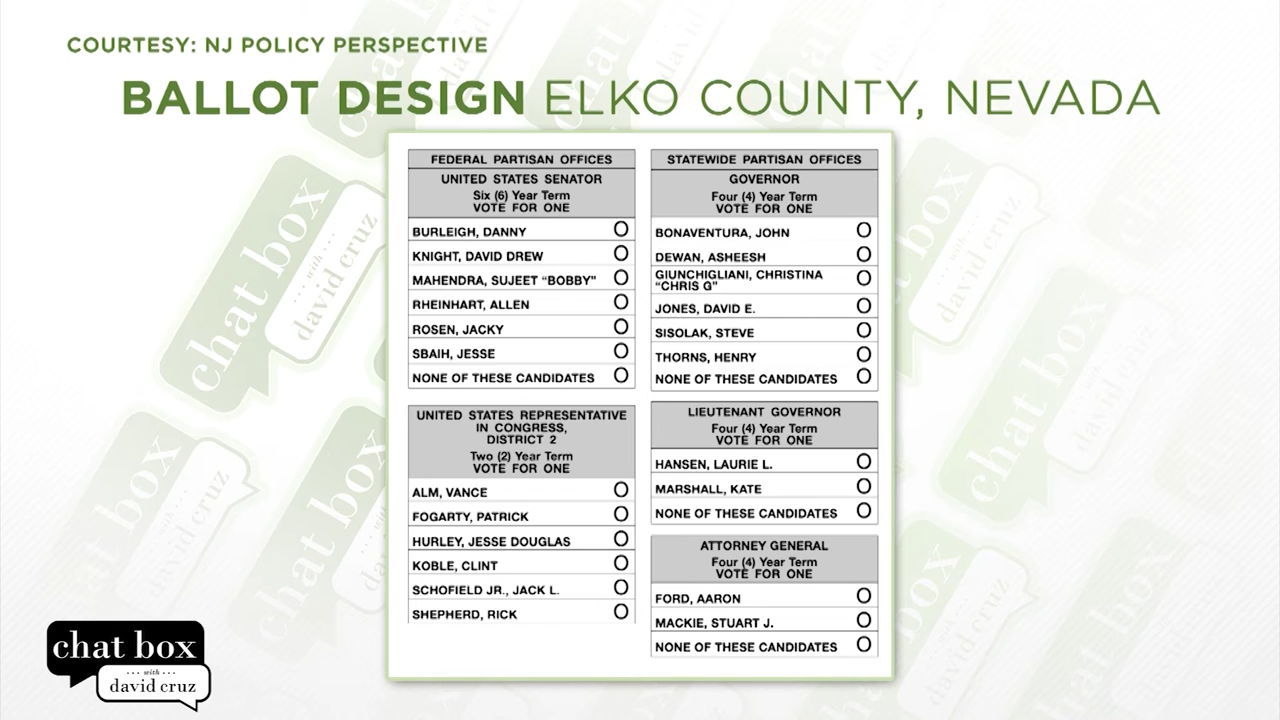 COURTESY: NJ POLICY PERSPECTIVE
BALLOT DESIGN ELKO COUNTY, NEVADA
FEDERAL PARTISAN OFFICES
UNITED STATES SENATOR
Six (6) Year Term
VOTE FOR ONE
BURLEIGH, DANNY
KNIGHT, DAVID DREW
MAHENDRA, SUJEET “BOBBY”
RHEINHART, ALLEN
ROSEN, JACKY
SBAIH, JESSE
NONE OF THESE CANDIDATES
UNITED STATES REPRESENTATIVE
IN CONGRESS,
DISTRICT 2
Two (2) Year Term
VOTE FOR ONE
ALM, VANCE
FOGARTY, PATRICK
HURLEY, JESSE DOUGLAS
KOBLE, CLINT
SCHOFIELD JR., JACK L.
SHEPHERD, RICK
STATEWIDE PARTISAN OFFICES
GOVERNOR
Four (4) Year Term
VOTE FOR ONE
BONAVENTURA, JOHN
DEWAN, ASHEESH
GIUNCHIGLIANI, CHRISTINA
“CHRIS G”
JONES, DAVID E.
SISOLAK, STEVE
THORNS, HENRY
NONE OF THESE CANDIDATES
LIEUTENANT GOVERNOR
Four (4) Year Term
VOTE FOR ONE
HANSEN, LAURIE L.
MARSHALL, KATE
NONE OF THESE CANDIDATES
ATTORNEY GENERAL
Four (4) Year Term
VOTE FOR ONE
FORD, AARON
MACKIE, STUART J.
NONE OF THESE CANDIDATES
chat box
with
david cruz